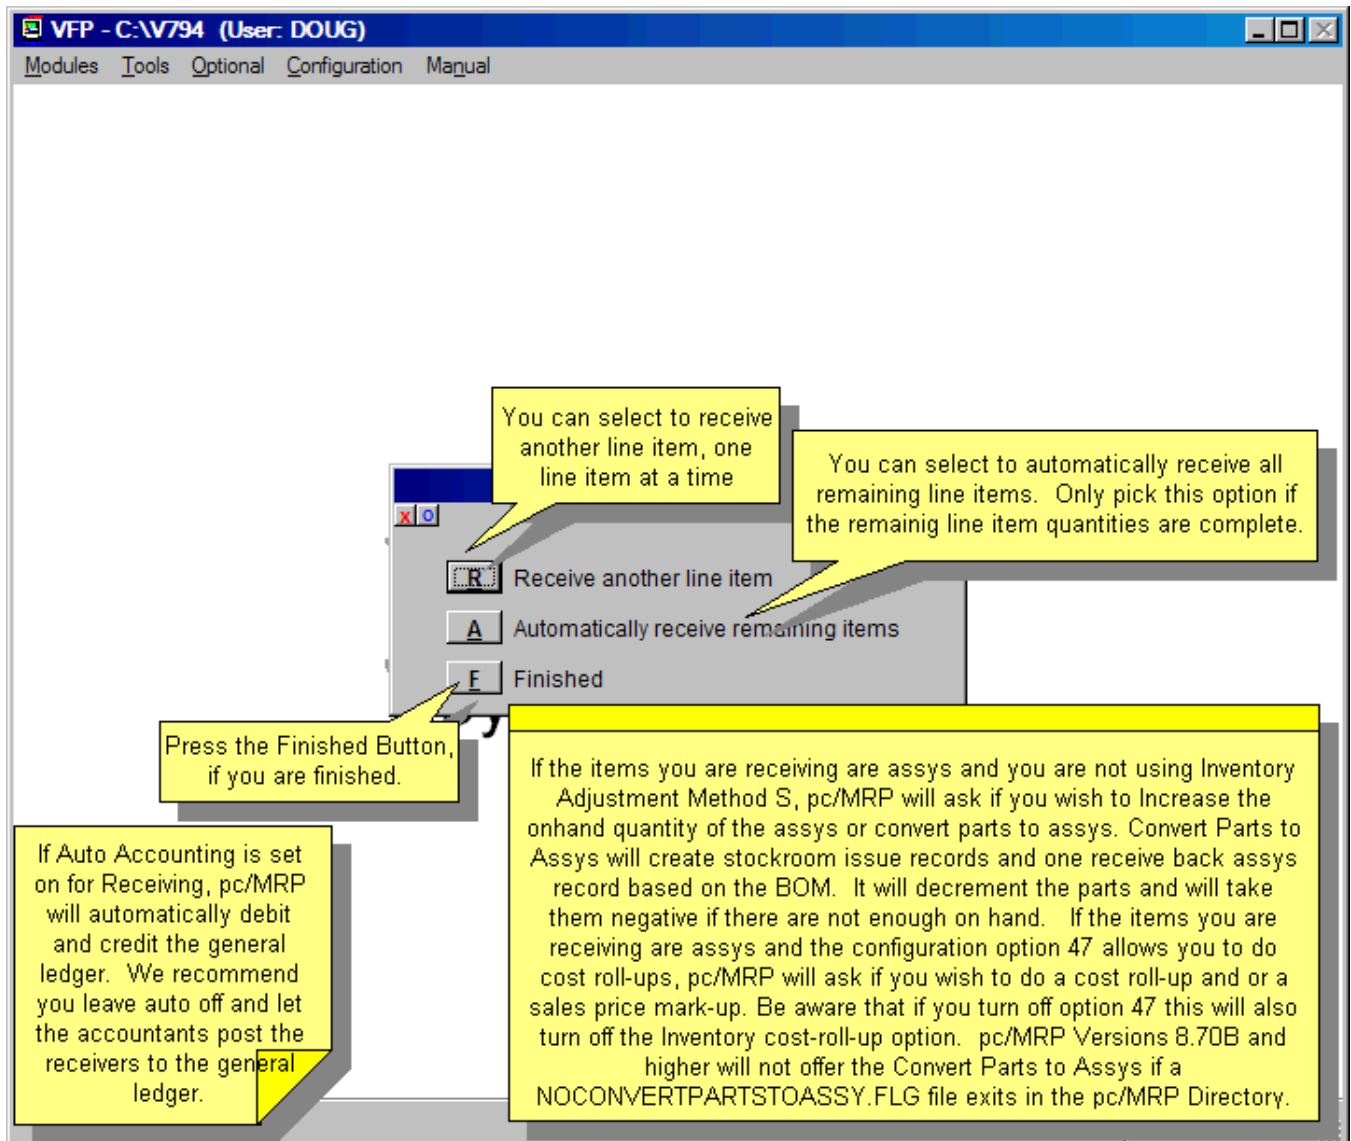 VFP - C:\V794  (User: DOUG)
Modules Tools Optional Configuration Manual
You can select to receive
another line item, one
line item at a time
You can select to automatically receive all
remaining line items.  Only pick this option if
the remainig line item quantities are complete.
X O
R Receive another line item
A Automatically receive remaining items
F Finished
Press the Finished Button,
if you are finished.
If the items you are receiving are assys and you are not using Inventory
Adjustment Method S, pc/MRP will ask if you wish to Increase the
onhand quantity of the assys or convert parts to assys. Convert Parts to
Assys will create stockroom issue records and one receive back assys
record based on the BOM.  It will decrement the parts and will take
them negative if there are not enough on hand.   If the items you are
receiving are assys and the configuration option 47 allows you to do
cost roll-ups, pc/MRP will ask if you wish to do a cost roll-up and or a
sales price mark-up. Be aware that if you turn off option 47 this will also
turn off the Inventory cost-roll-up option.  pc/MRP Versions 8.70B and
higher will not offer the Convert Parts to Assys if a
NOCONVERTPARTSTOASSY.FLG file exits in the pc/MRP Directory.
If Auto Accounting is set
on for Receiving, pc/MRP
will automatically debit
and credit the general
ledger.  We recommend
you leave auto off and let
the accountants post the
receivers to the general
ledger.